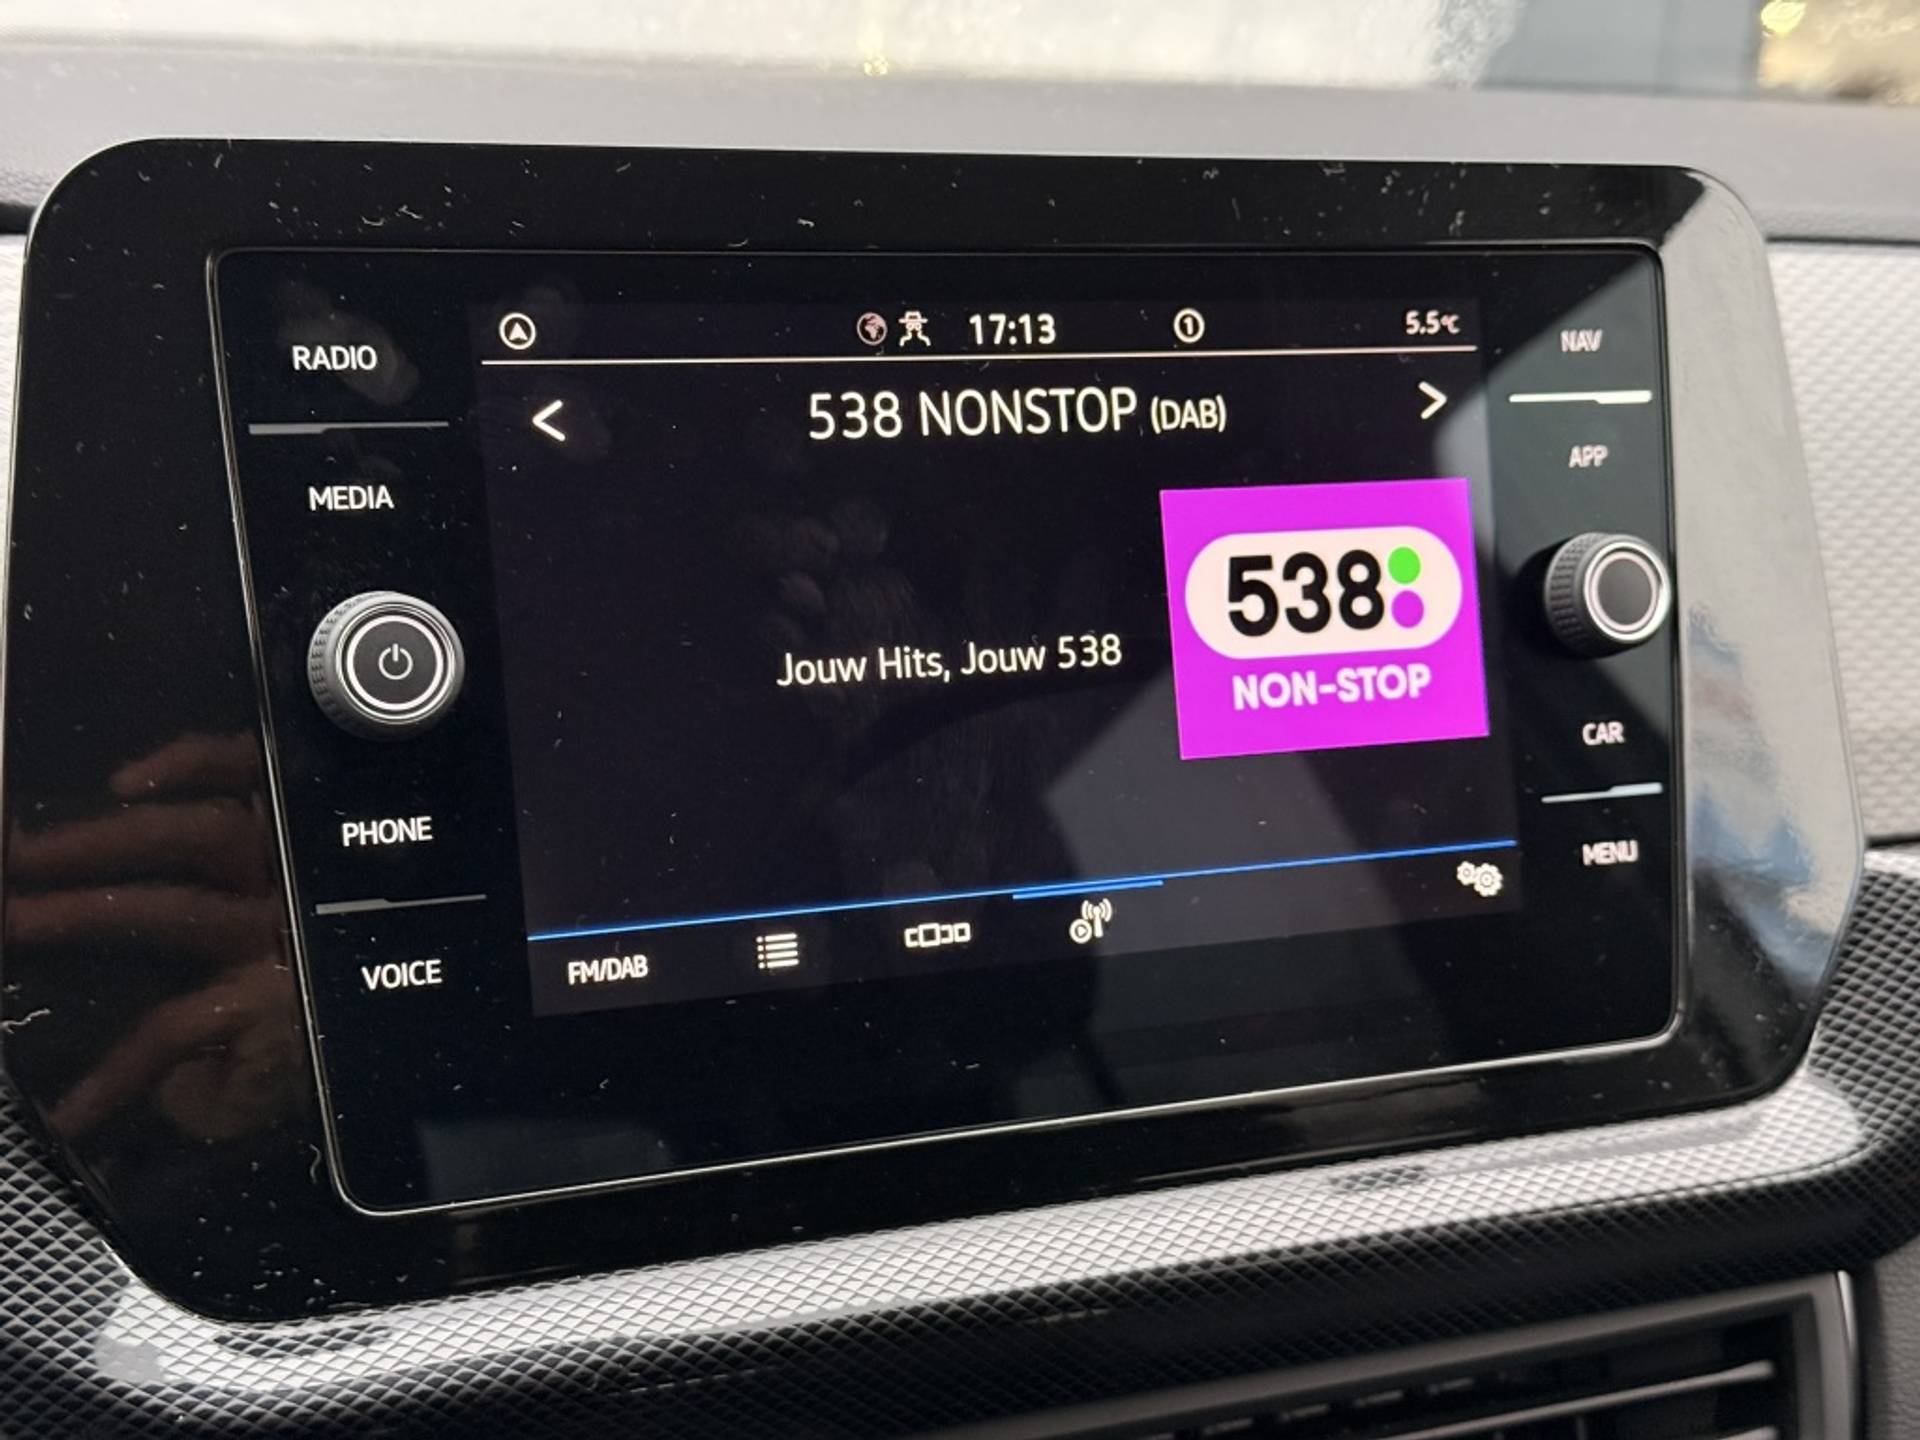 RADIO
MEDIA
PHONE
VOICE
17:13
1
5.5°C
< 538 NONSTOP (DAB) >
Jouw Hits, Jouw 538
538
NON-STOP
FM/DAB
NAV
APP
CAR
MENU